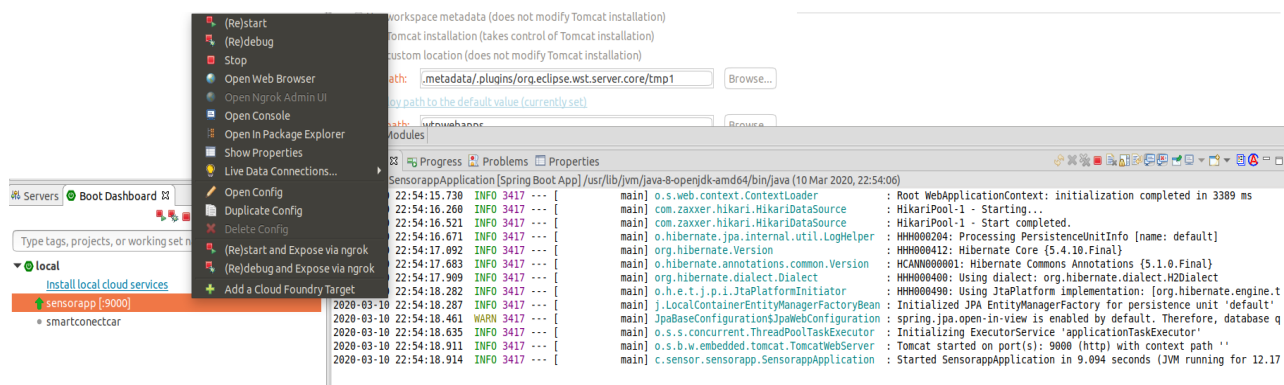 workspace metadata (does not modify Tomcat installation)
Tomcat installation (takes control of Tomcat installation)
custom location (does not modify Tomcat installation)
ath: .metadata/.plugins/org.eclipse.wst.server.core/tmp1 Browse...
oy path to the default value (currently set)
ath: wtpwebapps Browse
Modules
(Re)start
(Re)debug
Stop
Open Web Browser
Open Ngrok Admin UI
Open Console
Open In Package Explorer
Show Properties
Live Data Connections...
Open Config
Duplicate Config
Delete Config
(Re)start and Expose via ngrok
(Re)debug and Expose via ngrok
Add a Cloud Foundry Target
Servers Boot Dashboard
Type tags, projects, or working set n
local
Install local cloud services
sensorapp [:9000]
smartconectcar
Progress Problems Properties
SensorappApplication [Spring Boot App] /usr/lib/jvm/java-8-openjdk-amd64/bin/java (10 Mar 2020, 22:54:06)
22:54:15.730 INFO 3417 --- [ main] o.s.web.context.ContextLoader : Root WebApplicationContext: initialization completed in 3389 ms
22:54:16.260 INFO 3417 --- [ main] com.zaxxer.hikari.HikariDataSource : HikariPool-1 - Starting...
22:54:16.521 INFO 3417 --- [ main] com.zaxxer.hikari.HikariDataSource : HikariPool-1 - Start completed.
22:54:16.671 INFO 3417 --- [ main] o.hibernate.jpa.internal.util.LogHelper : HHH000204: Processing PersistenceUnitInfo [name: default]
22:54:17.092 INFO 3417 --- [ main] org.hibernate.Version : HHH000412: Hibernate Core {5.4.10.Final}
22:54:17.683 INFO 3417 --- [ main] o.hibernate.annotations.common.Version : HCANN000001: Hibernate Commons Annotations {5.1.0.Final}
22:54:17.909 INFO 3417 --- [ main] org.hibernate.dialect.Dialect : HHH000400: Using dialect: org.hibernate.dialect.H2Dialect
22:54:18.282 INFO 3417 --- [ main] o.h.e.t.j.p.i.JtaPlatformInitiator : HHH000490: Using JtaPlatform implementation: [org.hibernate.engine.t
2020-03-10 22:54:18.287 INFO 3417 --- [ main] j.LocalContainerEntityManagerFactoryBean : Initialized JPA EntityManagerFactory for persistence unit 'default'
2020-03-10 22:54:18.461 WARN 3417 --- [ main] JpaBaseConfiguration$JpaWebConfiguration : spring.jpa.open-in-view is enabled by default. Therefore, database q
2020-03-10 22:54:18.635 INFO 3417 --- [ main] o.s.s.concurrent.ThreadPoolTaskExecutor : Initializing ExecutorService 'applicationTaskExecutor'
2020-03-10 22:54:18.911 INFO 3417 --- [ main] o.s.b.w.embedded.tomcat.TomcatWebServer : Tomcat started on port(s): 9000 (http) with context path ''
2020-03-10 22:54:18.914 INFO 3417 --- [ main] c.sensor.sensorapp.SensorappApplication : Started SensorappApplication in 9.094 seconds (JVM running for 12.17